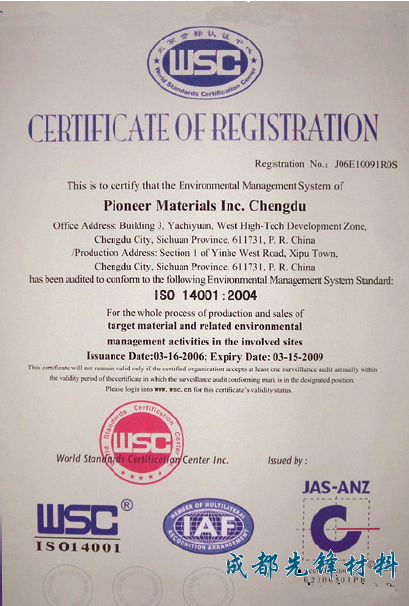 北京世标认证中心
WSC
World Standards Certification Center
CERTIFICATE OF REGISTRATION
Registration No.: J06E10091R0S
This is to certify that the Environmental Management System of
Pioneer Materials Inc. Chengdu
Office Address: Building 3, Yachiyuan, West High-Tech Development Zone,
Chengdu City, Sichuan Province, 611731, P. R. China
/Production Address: Section 1 of Yinhe West Road, Xipu Town,
Chengdu City, Sichuan Province, 611731, P. R. China
has been audited to conform to the following Environmental Management System Standard:
ISO 14001:2004
For the whole process of production and sales of
target material and related environmental
management activities in the involved sites
Issuance Date:03-16-2006; Expiry Date: 03-15-2009
This certificate will not remain valid only if the certified organization accepts at least one surveillance audit annually within
the validity period of the certificate in which the surveillance audit conforming mark is in the designated position.
Please login into www.wsc.cn for this certificate's validity status.
World Standards Certification Center
WSC
World Standards Certification Center Inc.
Issued by :
JAS-ANZ
WSC ®
ISO14001
MEMBER OF MULTILATERAL
IAF
RECOGNITION ARRANGEMENT
成都先锋材料